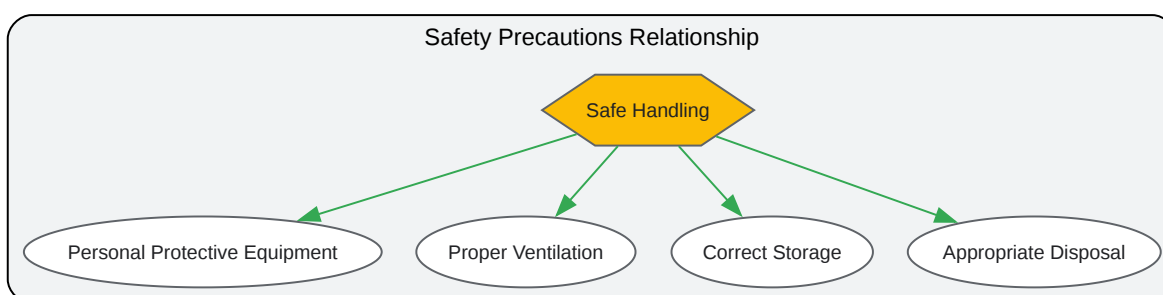 Safety Precautions Relationship
Safe Handling
Personal Protective Equipment
Proper Ventilation
Correct Storage
Appropriate Disposal